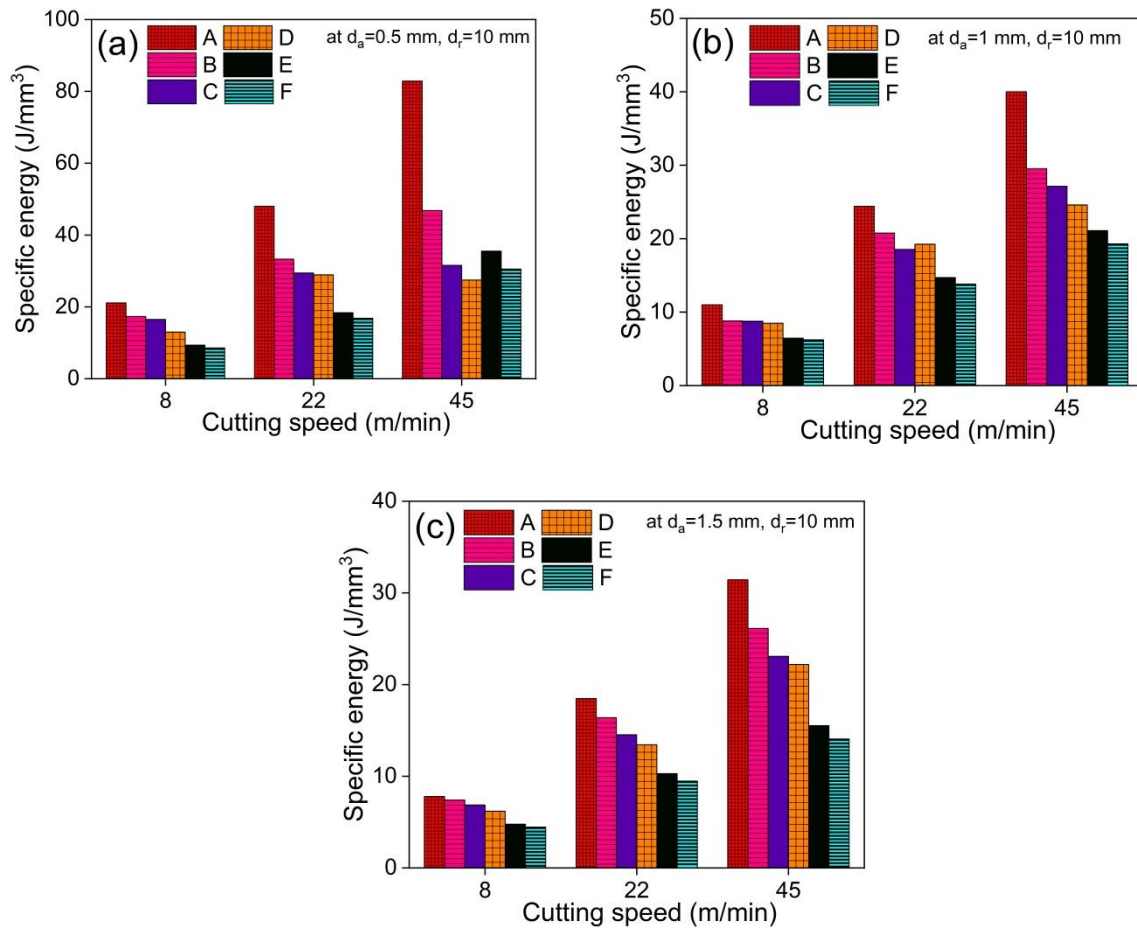 (a)
A D
B E
C F
at dₐ=0.5 mm, dᵣ=10 mm
100
80
60
40
20
0
Specific energy (J/mm³)
8 22 45
Cutting speed (m/min)
(b)
A D
B E
C F
at dₐ=1 mm, dᵣ=10 mm
50
40
30
20
10
0
Specific energy (J/mm³)
8 22 45
Cutting speed (m/min)
(c)
A D
B E
C F
at dₐ=1.5 mm, dᵣ=10 mm
40
30
20
10
0
Specific energy (J/mm³)
8 22 45
Cutting speed (m/min)